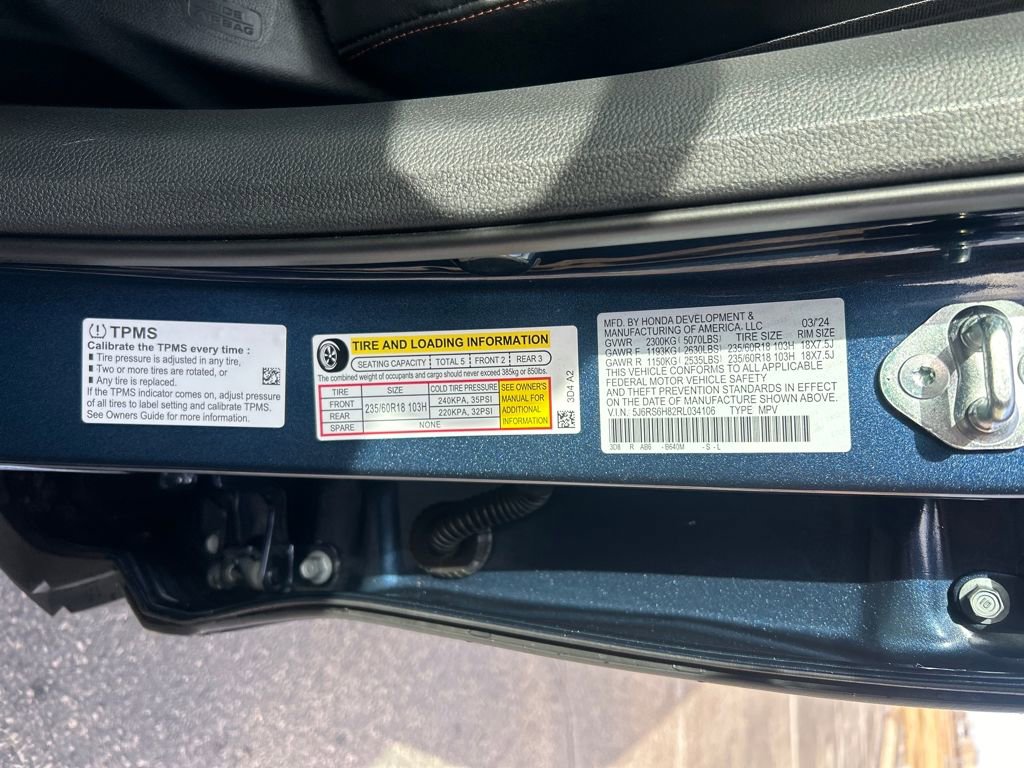 SIDE
AIRBAG
TPMS
Calibrate the TPMS every time :
Tire pressure is adjusted in any tire,
Two or more tires are rotated, or
Any tire is replaced.
If the TPMS indicator comes on, adjust pressure
of all tires to label setting and calibrate TPMS.
See Owners Guide for more information.
TIRE AND LOADING INFORMATION
SEATING CAPACITY TOTAL 5 FRONT 2 REAR 3
The combined weight of occupants and cargo should never exceed 385kg or 850lbs.
TIRE SIZE COLD TIRE PRESSURE
FRONT 235/60R18 103H 240KPA, 35PSI
REAR 220KPA, 32PSI
SPARE NONE
SEE OWNER'S
MANUAL FOR
ADDITIONAL
INFORMATION
3D4 A2
MFD. BY HONDA DEVELOPMENT &
MANUFACTURING OF AMERICA, LLC 03/24
GVWR 2300KG( 5070LBS) TIRE SIZE RIM SIZE
GAWR F 1193KG( 2630LBS) 235/60R18 103H 18X7.5J
GAWR R 1150KG( 2535LBS) 235/60R18 103H 18X7.5J
THIS VEHICLE CONFORMS TO ALL APPLICABLE
FEDERAL MOTOR VEHICLE SAFETY
AND THEFT PREVENTION STANDARDS IN EFFECT
ON THE DATE OF MANUFACTURE SHOWN ABOVE.
V.I.N. 5J6RS6H82RL034106 TYPE MPV
3D8 R AB6 -B640M -S-L